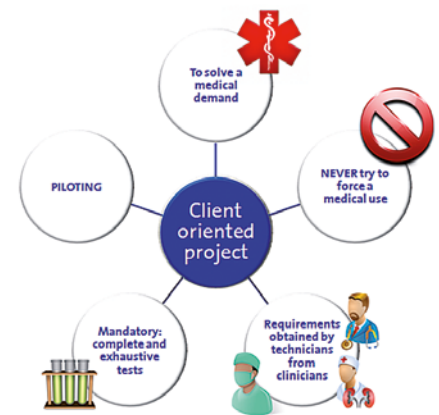 To solve a
medical
demand
NEVER try to
force a
medical use
Client
oriented
project
PILOTING
Mandatory:
complete and
exhaustive
tests
Requirements
obtained by
technicians
from
clinicians